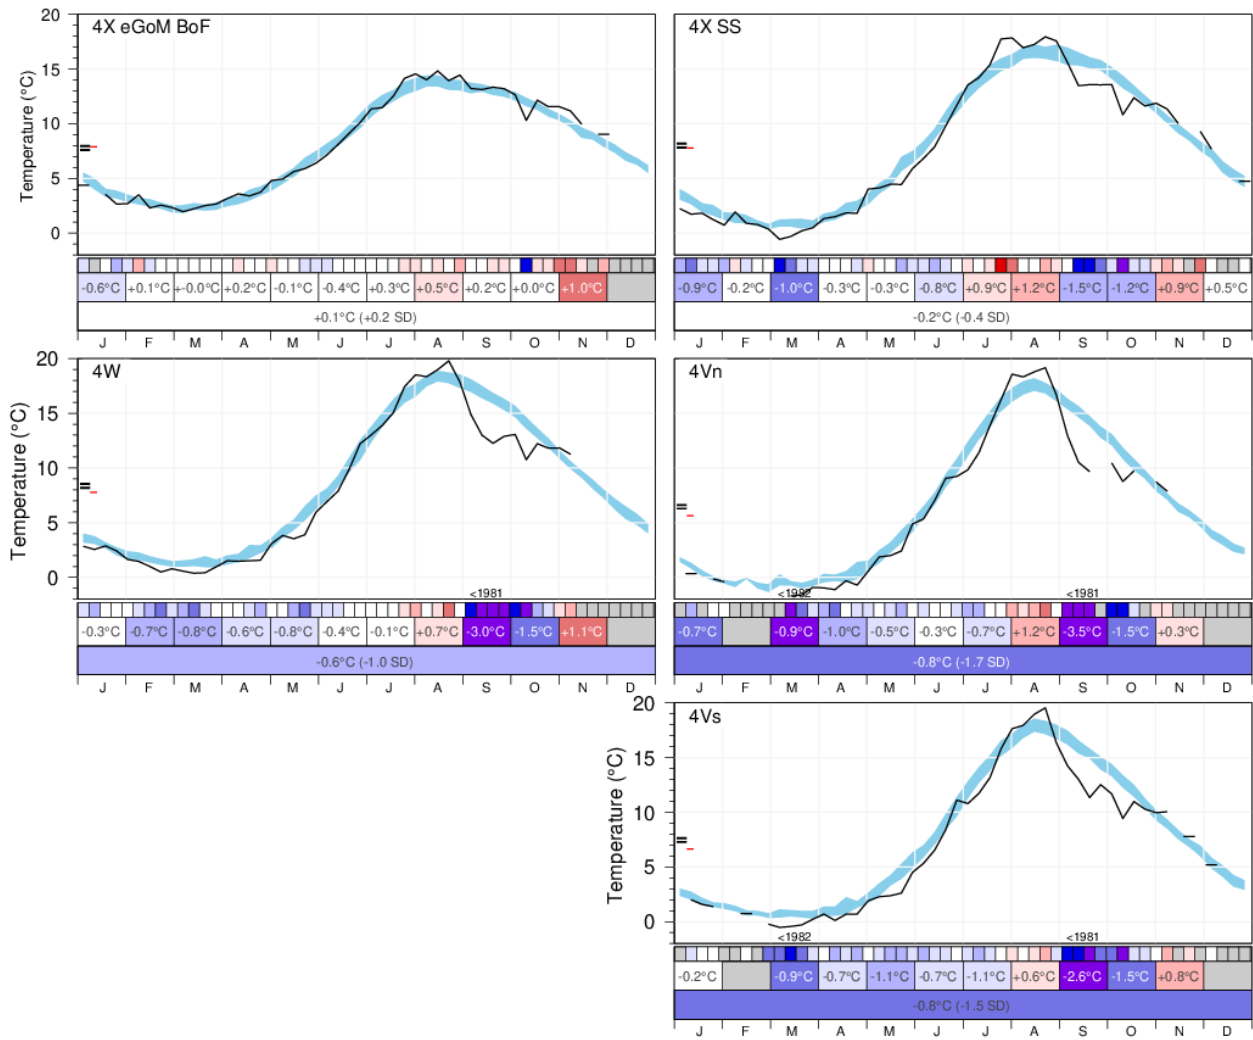 4X eGoM BoF
Temperature (°C)
20
15
10
5
0
-0.6°C +0.1°C +-0.0°C +0.2°C -0.1°C -0.4°C +0.3°C +0.5°C +0.2°C +0.0°C +1.0°C
+0.1°C (+0.2 SD)
J F M A M J J A S O N D
4X SS
-0.9°C -0.2°C -1.0°C -0.3°C -0.3°C -0.8°C +0.9°C +1.2°C -1.5°C -1.2°C +0.9°C +0.5°C
-0.2°C (-0.4 SD)
J F M A M J J A S O N D
4W
Temperature (°C)
20
15
10
5
0
<1981
-0.3°C -0.7°C -0.8°C -0.6°C -0.8°C -0.4°C -0.1°C +0.7°C -3.0°C -1.5°C +1.1°C
-0.6°C (-1.0 SD)
J F M A M J J A S O N D
4Vn
<1982 <1981
-0.7°C -0.9°C -1.0°C -0.5°C -0.3°C -0.7°C +1.2°C -3.5°C -1.5°C +0.3°C
-0.8°C (-1.7 SD)
J F M A M J J A S O N D
4Vs
Temperature (°C)
20
15
10
5
0
<1982 <1981
-0.2°C -0.9°C -0.7°C -1.1°C -0.7°C -1.1°C +0.6°C -2.6°C -1.5°C +0.8°C
-0.8°C (-1.5 SD)
J F M A M J J A S O N D